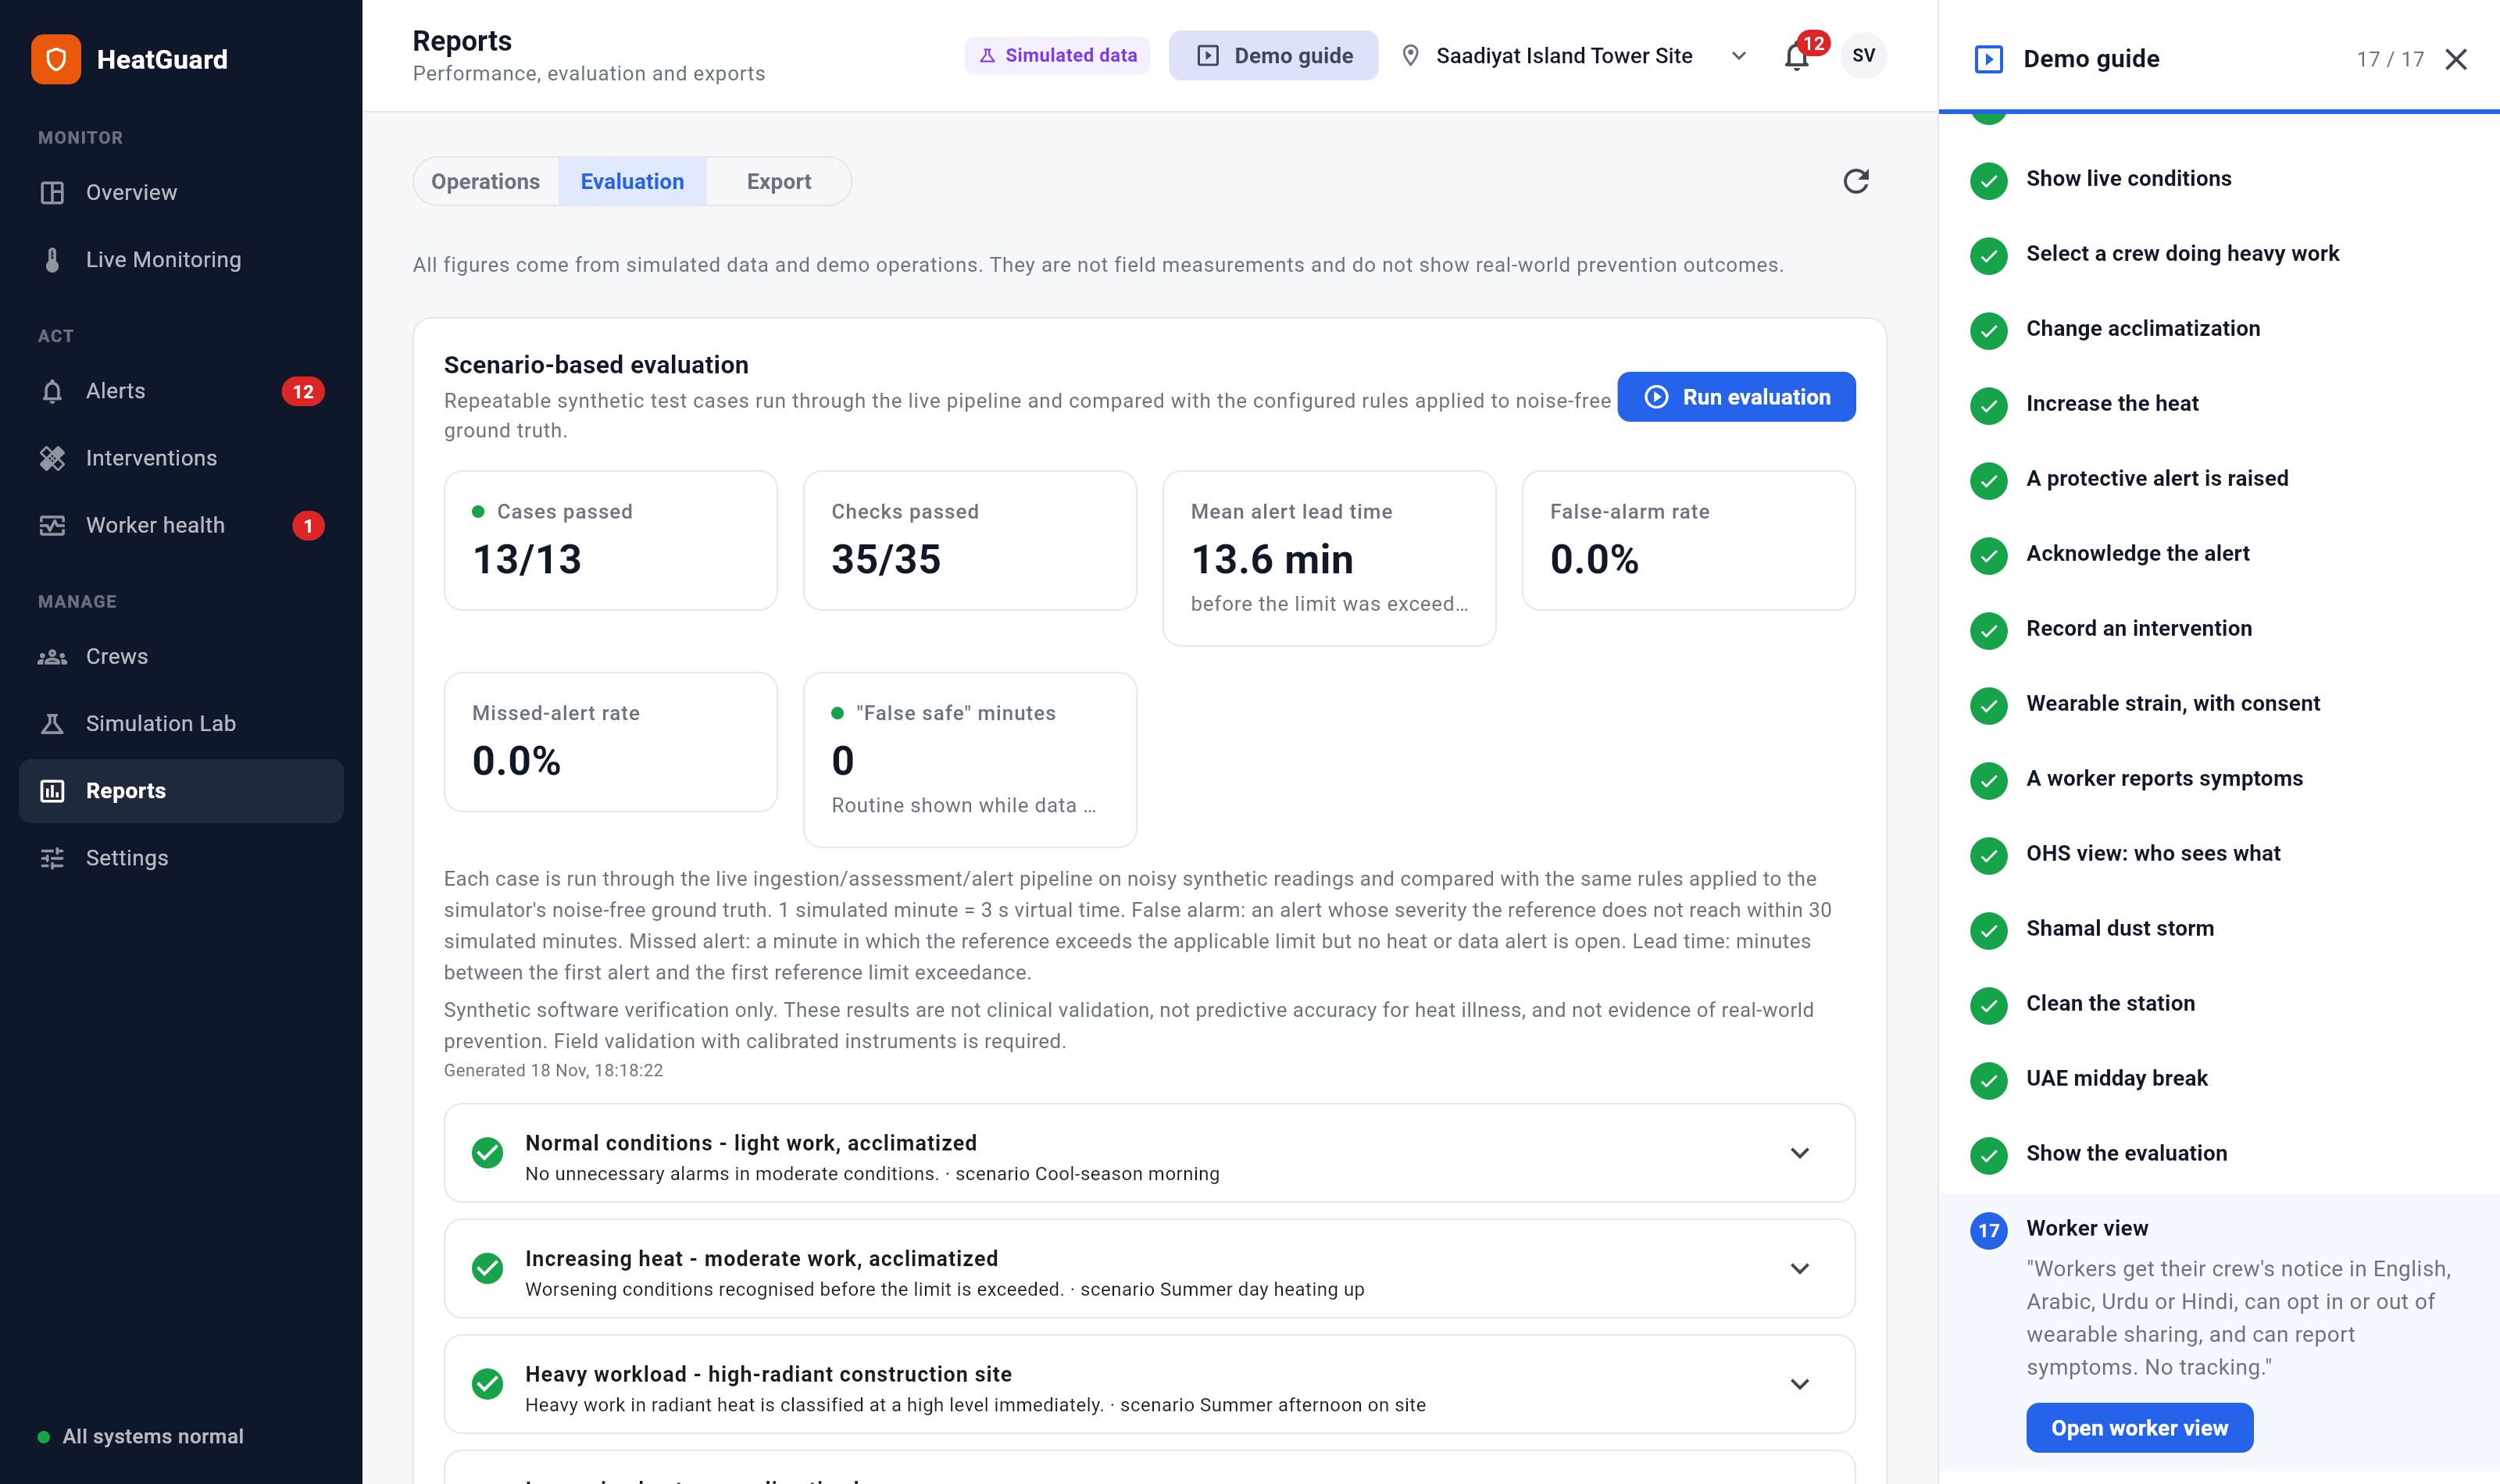 HeatGuard
MONITOR
Overview
Live Monitoring
ACT
Alerts
12
Interventions
Worker health
1
MANAGE
Crews
Simulation Lab
Reports
Settings
All systems normal
Reports
Performance, evaluation and exports
Simulated data
Demo guide
Saadiyat Island Tower Site
12
SV
Operations
Evaluation
Export
All figures come from simulated data and demo operations. They are not field measurements and do not show real-world prevention outcomes.
Scenario-based evaluation
Repeatable synthetic test cases run through the live pipeline and compared with the configured rules applied to noise-free
ground truth.
Run evaluation
Cases passed
13/13
Checks passed
35/35
Mean alert lead time
13.6 min
before the limit was exceed…
False-alarm rate
0.0%
Missed-alert rate
0.0%
"False safe" minutes
0
Routine shown while data …
Each case is run through the live ingestion/assessment/alert pipeline on noisy synthetic readings and compared with the same rules applied to the
simulator's noise-free ground truth. 1 simulated minute = 3 s virtual time. False alarm: an alert whose severity the reference does not reach within 30
simulated minutes. Missed alert: a minute in which the reference exceeds the applicable limit but no heat or data alert is open. Lead time: minutes
between the first alert and the first reference limit exceedance.
Synthetic software verification only. These results are not clinical validation, not predictive accuracy for heat illness, and not evidence of real-world
prevention. Field validation with calibrated instruments is required.
Generated 18 Nov, 18:18:22
Normal conditions - light work, acclimatized
No unnecessary alarms in moderate conditions. · scenario Cool-season morning
Increasing heat - moderate work, acclimatized
Worsening conditions recognised before the limit is exceeded. · scenario Summer day heating up
Heavy workload - high-radiant construction site
Heavy work in radiant heat is classified at a high level immediately. · scenario Summer afternoon on site
Demo guide
17 / 17
Show live conditions
Select a crew doing heavy work
Change acclimatization
Increase the heat
A protective alert is raised
Acknowledge the alert
Record an intervention
Wearable strain, with consent
A worker reports symptoms
OHS view: who sees what
Shamal dust storm
Clean the station
UAE midday break
Show the evaluation
17
Worker view
"Workers get their crew's notice in English,
Arabic, Urdu or Hindi, can opt in or out of
wearable sharing, and can report
symptoms. No tracking."
Open worker view